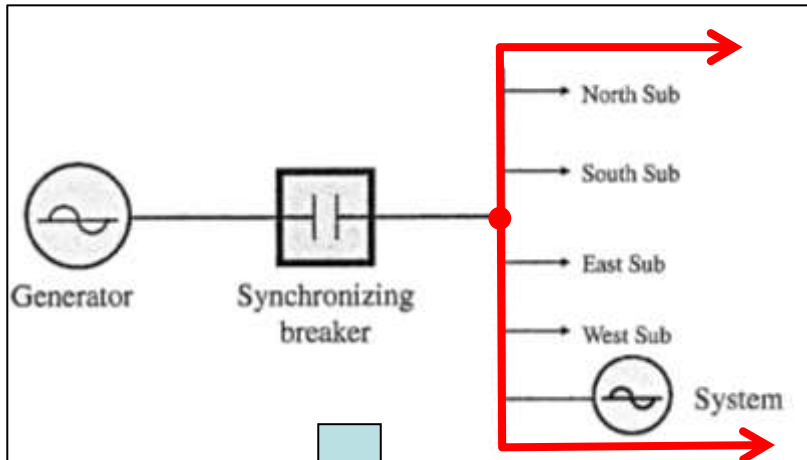 North Sub
South Sub
East Sub
West Sub
System
Generator
Synchronizing
breaker